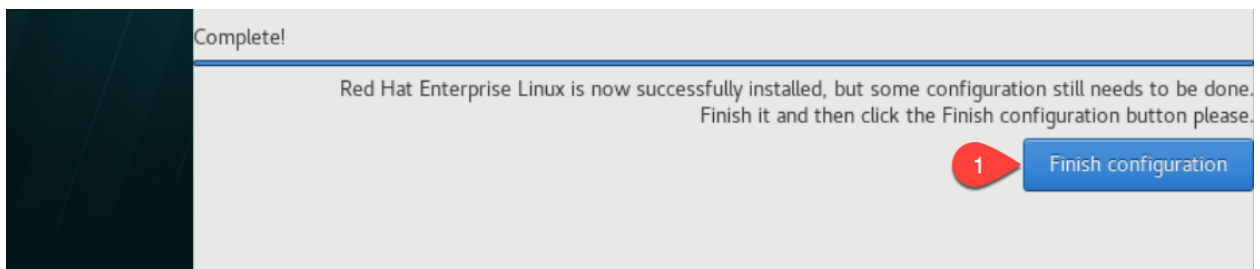 Complete!
Red Hat Enterprise Linux is now successfully installed, but some configuration still needs to be done.
Finish it and then click the Finish configuration button please.
1 Finish configuration